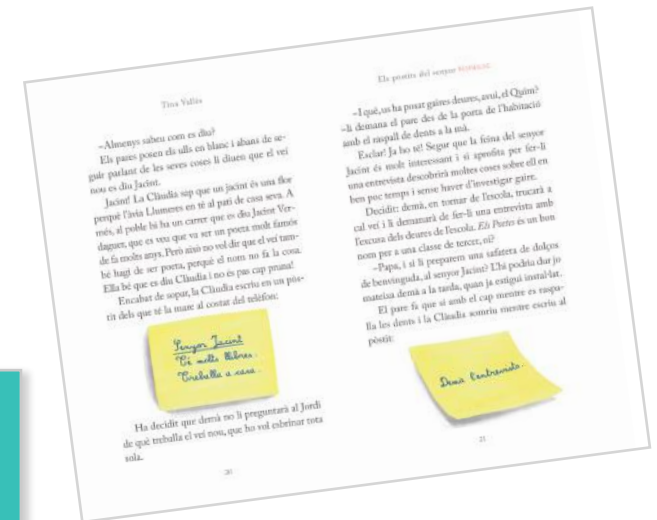 Tina Vallès
–Almenys sabeu com es diu?
Els pares posen els ulls en blanc i abans de se-
guir parlant de les seves coses li diuen que el veí
nou es diu Jacint.
Jacint! La Clàudia sap que un jacint és una flor
perquè l'àvia Llumeres en té al pati de casa seva. A
més, al poble hi ha un carrer que es diu Jacint Ver-
daguer, que es veu que va ser un poeta molt famós
de fa molts anys. Però això no vol dir que el veí tam-
bé hagi de ser poeta, perquè el nom no fa la cosa.
Ella bé que es diu Clàudia i no és pas cap pruna!
Encabat de sopar, la Clàudia escriu en un pòs-
tit dels que té la mare al costat del telèfon:
Senyor Jacint
Té molts llibres.
Treballa a casa.
Ha decidit que demà no li preguntarà al Jordi
de què treballa el veí nou, que ho vol esbrinar tota
sola.
20
Els pòstits del senyor
–I què, us ha posat gaires deures, avui, el Quim?
–li demana el pare des de la porta de l'habitació
amb el raspall de dents a la mà.
Esclar! Ja ho té! Segur que la feina del senyor
Jacint és molt interessant i si aprofita per fer-li
una entrevista descobrirà moltes coses sobre ell en
ben poc temps i sense haver d'investigar gaire.
Decidit: demà, en tornar de l'escola, trucarà a
cal veí i li demanarà de fer-li una entrevista amb
l'excusa dels deures de l'escola. Els
és un bon
nom per a una classe de tercer, oi?
–Papa, i si li preparem una safateta de dolços
de benvinguda, al senyor Jacint? L'hi podria dur jo
mateixa demà a la tarda, quan ja estigui instal·lat.
El pare fa que sí amb el cap mentre es raspa-
lla les dents i la Clàudia somriu mentre escriu al
pòstit:
Demà l'entrevisto.
21